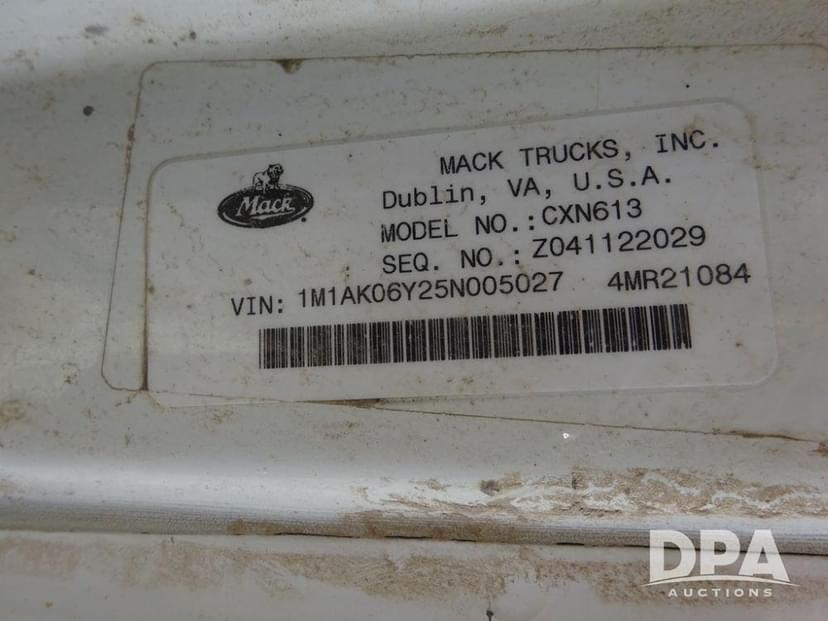 MACK TRUCKS, INC.
Dublin, VA, U.S.A.
MODEL NO.:CXN613
SEQ. NO.:Z041122029
Mack
VIN: 1M1AK06Y25N005027 4MR21084
DPA
AUCTIONS